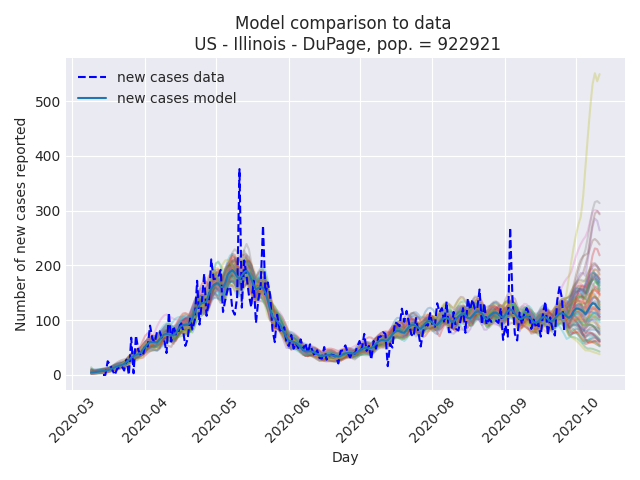 Model comparison to data
US - Illinois - DuPage, pop. = 922921
new cases data
new cases model
Number of new cases reported
500
400
300
200
100
0
2020-03
2020-04
2020-05
2020-06
2020-07
2020-08
2020-09
2020-10
Day